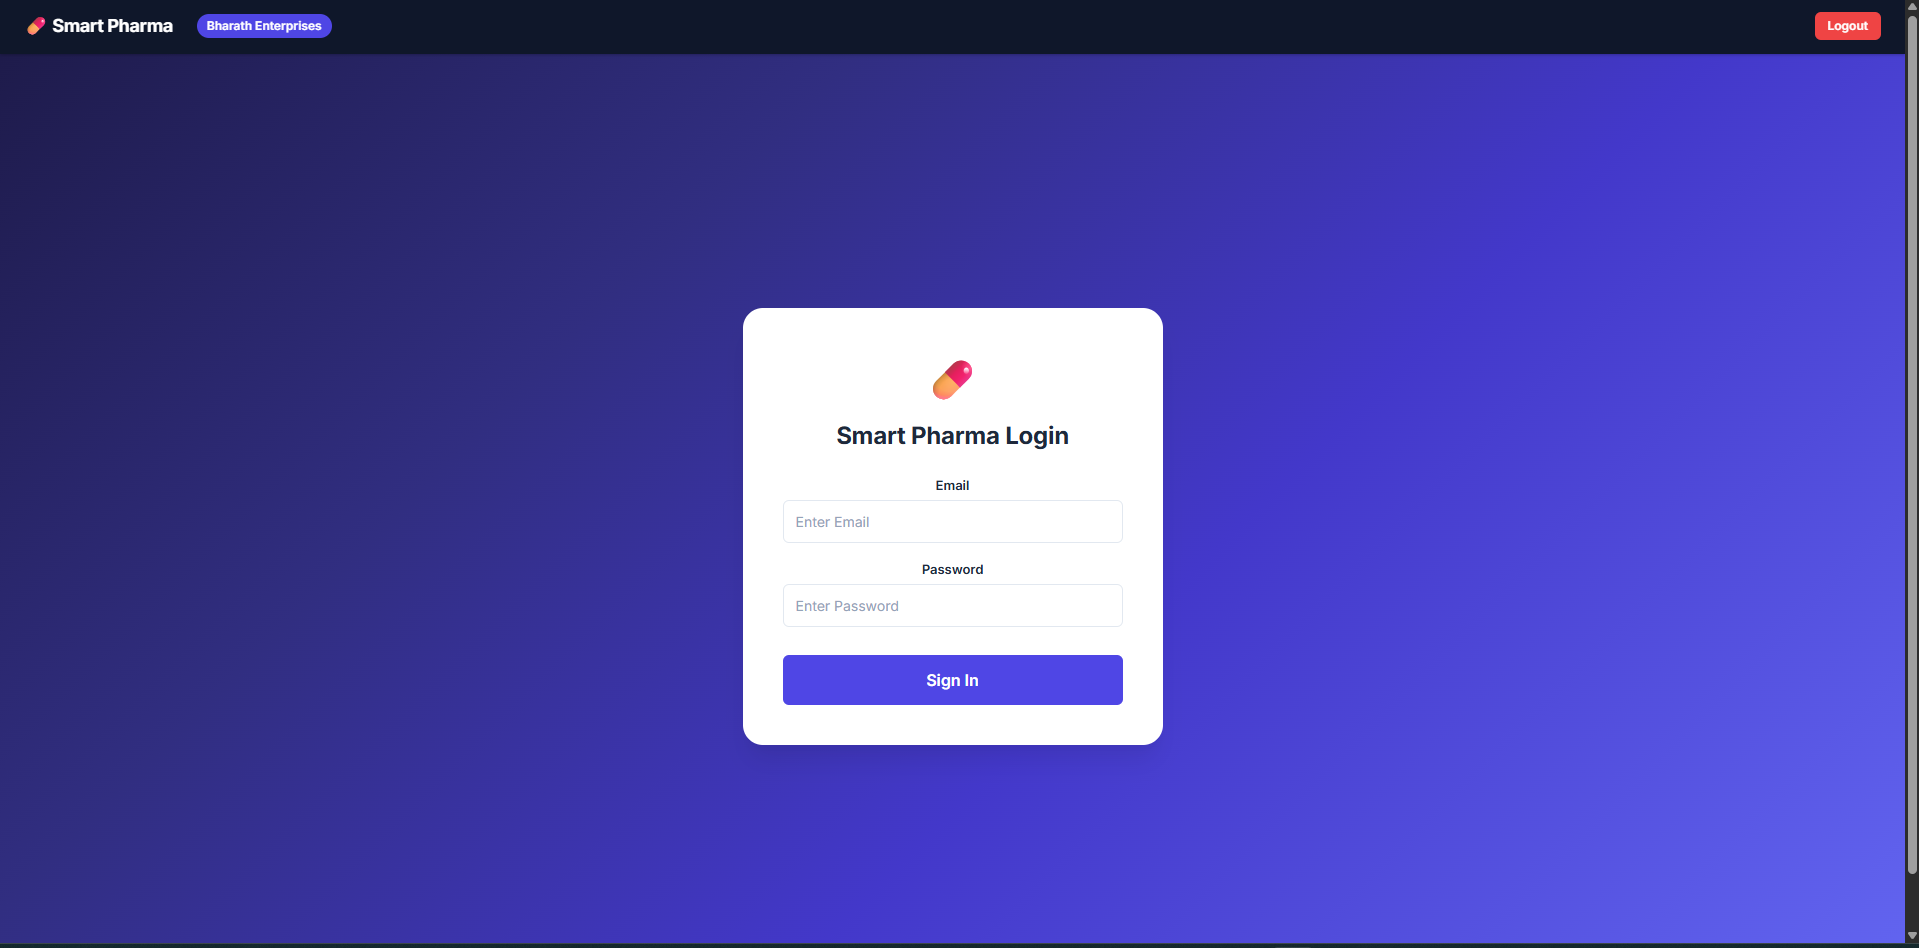 Smart Pharma
Bharath Enterprises
Logout
Smart Pharma Login
Email
Enter Email
Password
Enter Password
Sign In